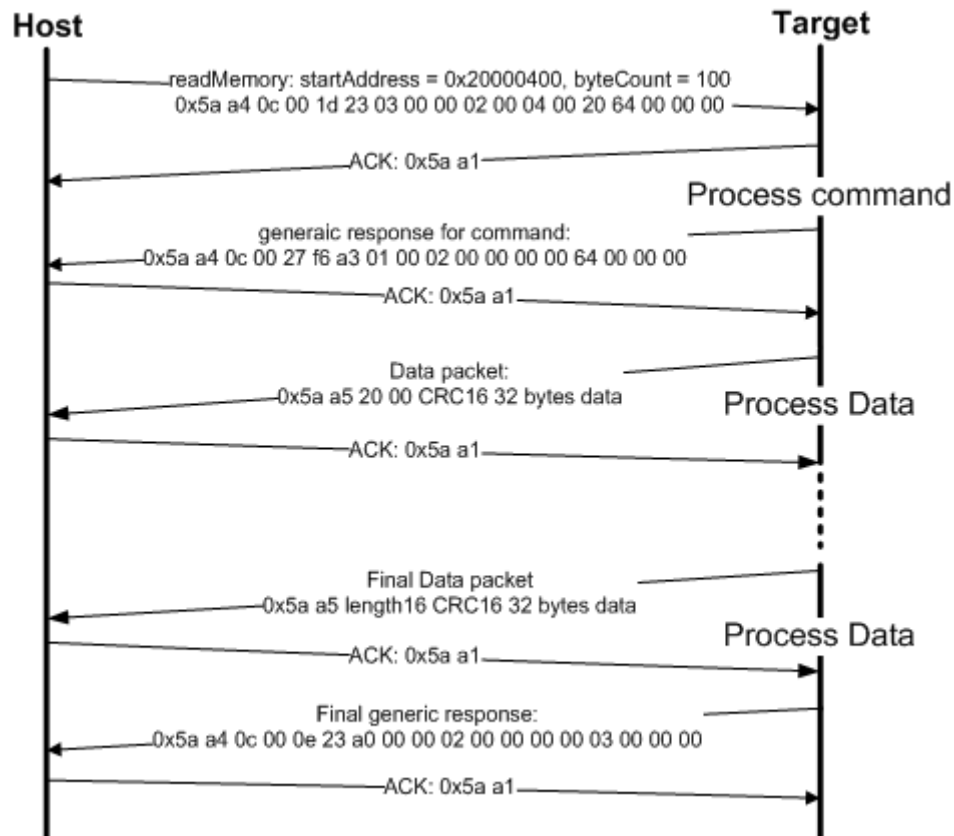 Host
Target
readMemory: startAddress = 0x20000400, byteCount = 100
0x5a a4 0c 00 1d 23 03 00 00 02 00 04 00 20 64 00 00 00
ACK: 0x5a a1
Process command
generaic response for command:
0x5a a4 0c 00 27 f6 a3 01 00 02 00 00 00 00 64 00 00 00
ACK: 0x5a a1
Data packet:
0x5a a5 20 00 CRC16 32 bytes data
Process Data
ACK: 0x5a a1
Final Data packet
0x5a a5 length16 CRC16 32 bytes data
Process Data
ACK: 0x5a a1
Final generic response:
0x5a a4 0c 00 0e 23 a0 00 00 02 00 00 00 00 03 00 00 00
ACK: 0x5a a1